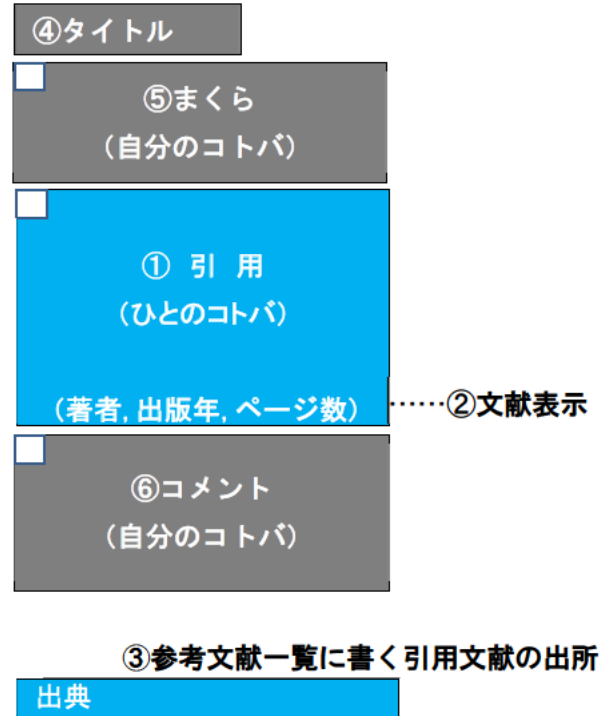 ④タイトル
⑤まくら
（自分のコトバ）
① 引 用
（ひとのコトバ）
（著者, 出版年, ページ数）
……②文献表示
⑥コメント
（自分のコトバ）
③参考文献一覧に書く引用文献の出所
出典